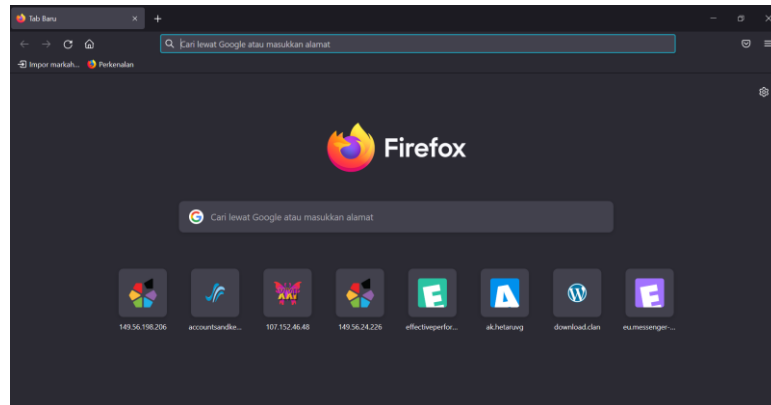 Tab Baru
Cari lewat Google atau masukkan alamat
Impor markah... Perkenalan
Firefox
Cari lewat Google atau masukkan alamat
149.56.198.206 accountsandke... 107.152.46.48 149.56.24.226 effectiveperfor... ak.hetaruvg download.clan eu.messenger-...